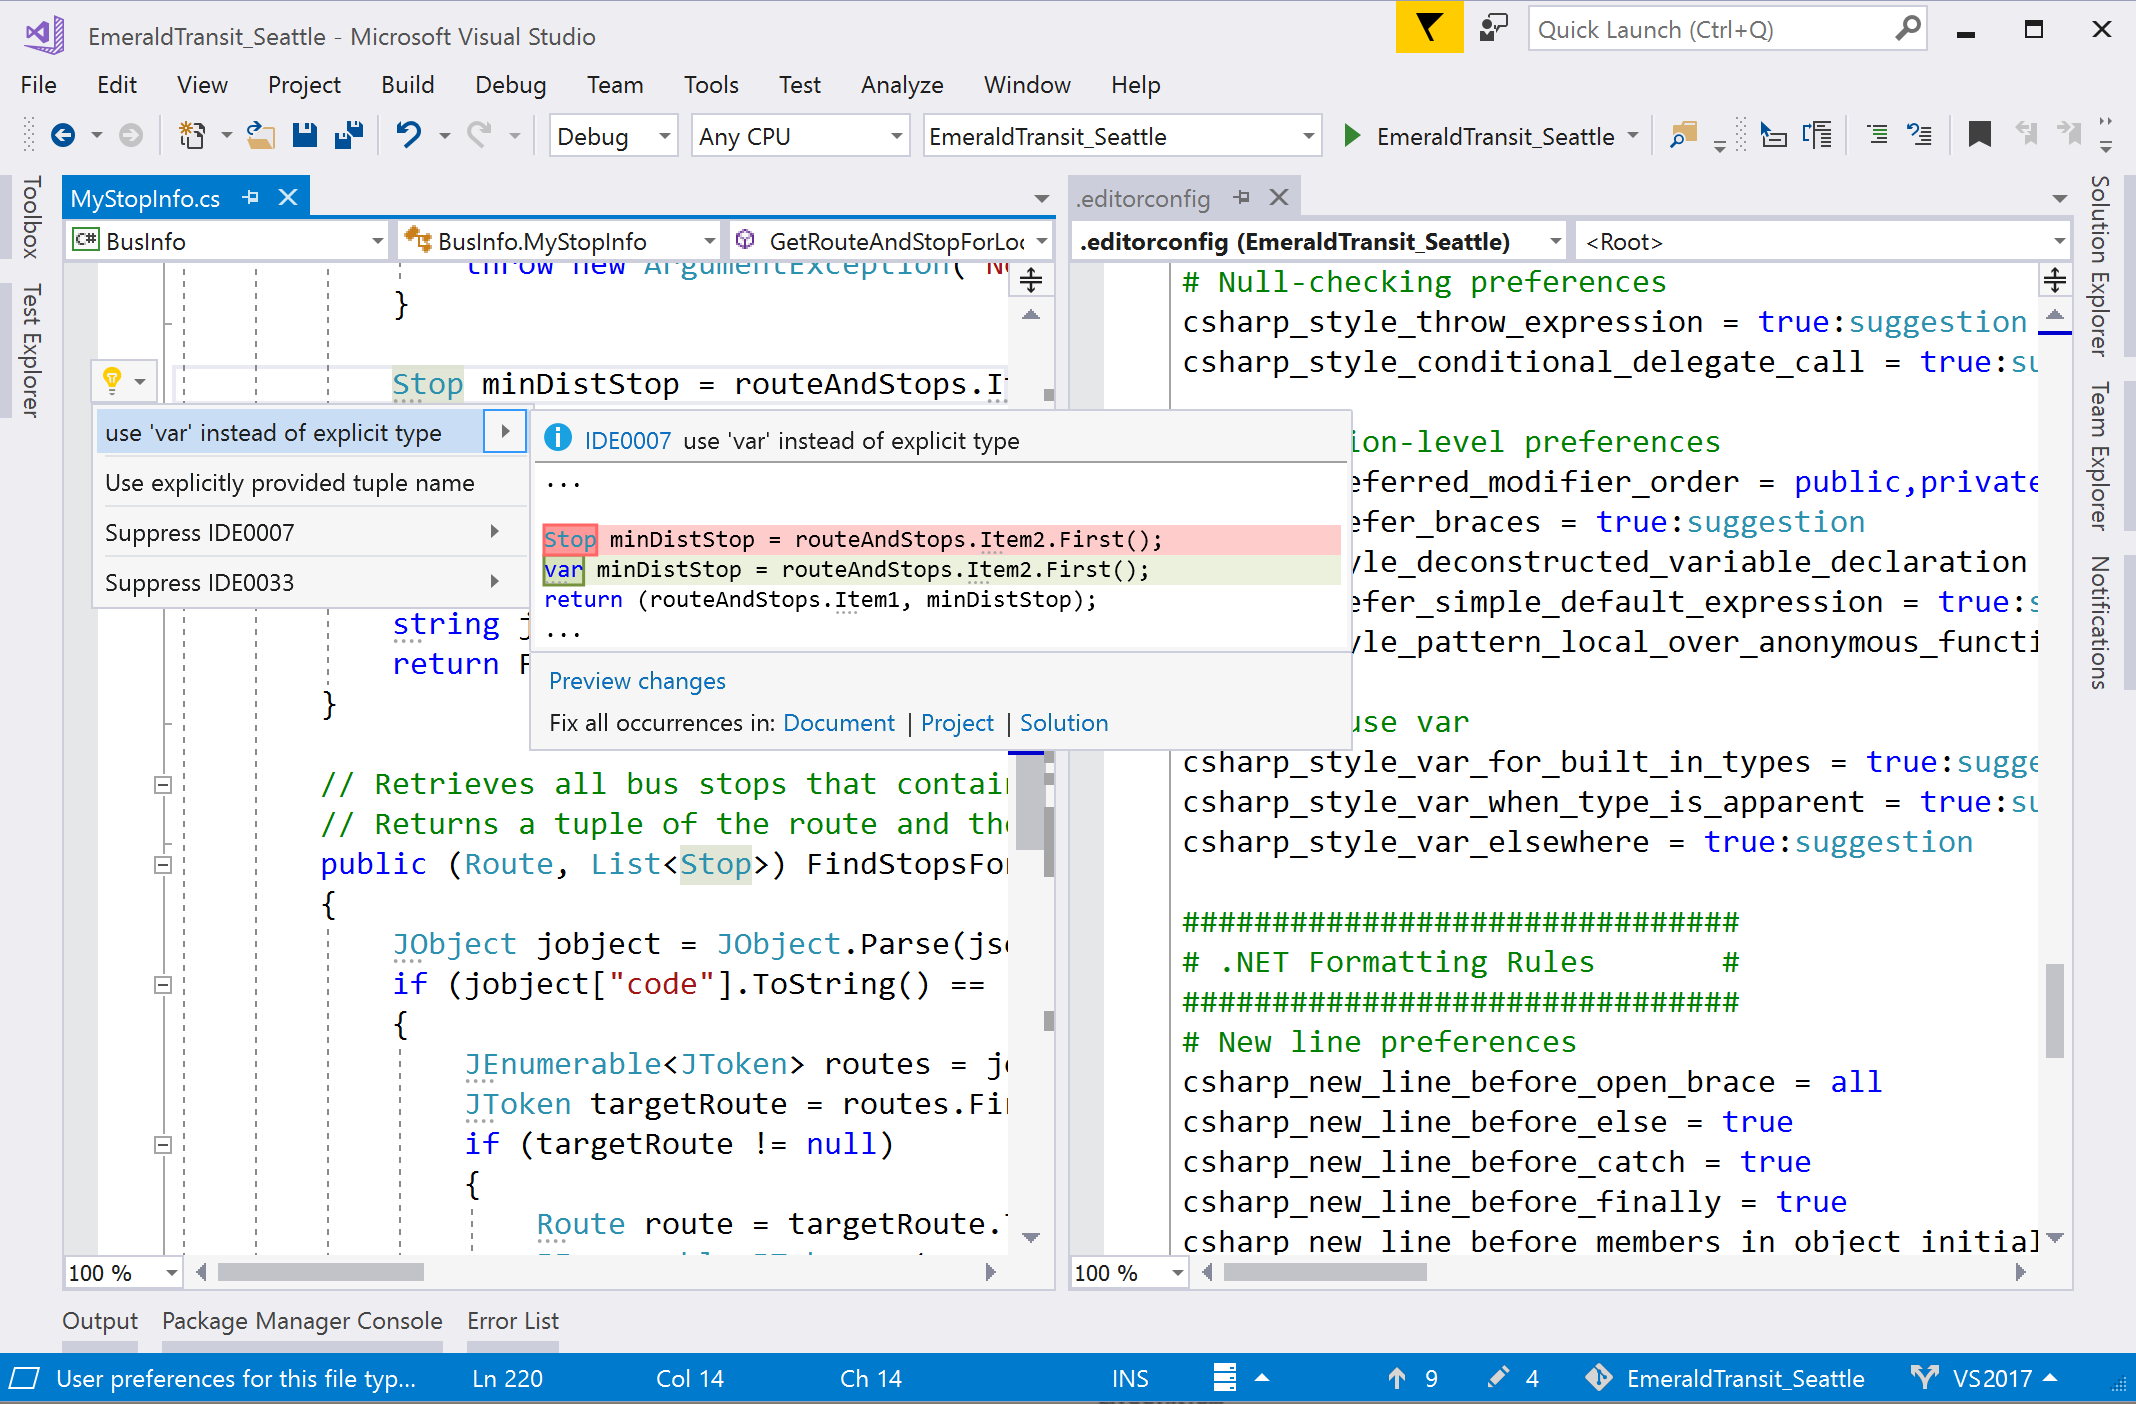 EmeraldTransit_Seattle - Microsoft Visual Studio
Quick Launch (Ctrl+Q)
File Edit View Project Build Debug Team Tools Test Analyze Window Help
Debug Any CPU EmeraldTransit_Seattle EmeraldTransit_Seattle
Toolbox
Test Explorer
MyStopInfo.cs
C# BusInfo BusInfo.MyStopInfo GetRouteAndStopForLoc
throw new ArgumentException("No
}
Stop minDistStop = routeAndStops.It
use 'var' instead of explicit type
Use explicitly provided tuple name
Suppress IDE0007
Suppress IDE0033
IDE0007 use 'var' instead of explicit type
...
Stop minDistStop = routeAndStops.Item2.First();
var minDistStop = routeAndStops.Item2.First();
return (routeAndStops.Item1, minDistStop);
...
Preview changes
Fix all occurrences in: Document | Project | Solution
string j
return F
}
// Retrieves all bus stops that contain
// Returns a tuple of the route and the
public (Route, List<Stop>) FindStopsFor
{
JObject jobject = JObject.Parse(jso
if (jobject["code"].ToString() ==
{
JEnumerable<JToken> routes = jo
JToken targetRoute = routes.Fir
if (targetRoute != null)
{
Route route = targetRoute.T
100 %
.editorconfig
.editorconfig (EmeraldTransit_Seattle) <Root>
# Null-checking preferences
csharp_style_throw_expression = true:suggestion
csharp_style_conditional_delegate_call = true:su
ion-level preferences
eferred_modifier_order = public,private
efer_braces = true:suggestion
yle_deconstructed_variable_declaration
efer_simple_default_expression = true:s
yle_pattern_local_over_anonymous_functi
use var
csharp_style_var_for_built_in_types = true:sugge
csharp_style_var_when_type_is_apparent = true:su
csharp_style_var_elsewhere = true:suggestion
###############################
# .NET Formatting Rules #
###############################
# New line preferences
csharp_new_line_before_open_brace = all
csharp_new_line_before_else = true
csharp_new_line_before_catch = true
csharp_new_line_before_finally = true
csharp_new_line_before_members_in_object_initial
100 %
Solution Explorer
Team Explorer
Notifications
Output Package Manager Console Error List
User preferences for this file typ... Ln 220 Col 14 Ch 14 INS 9 4 EmeraldTransit_Seattle VS2017